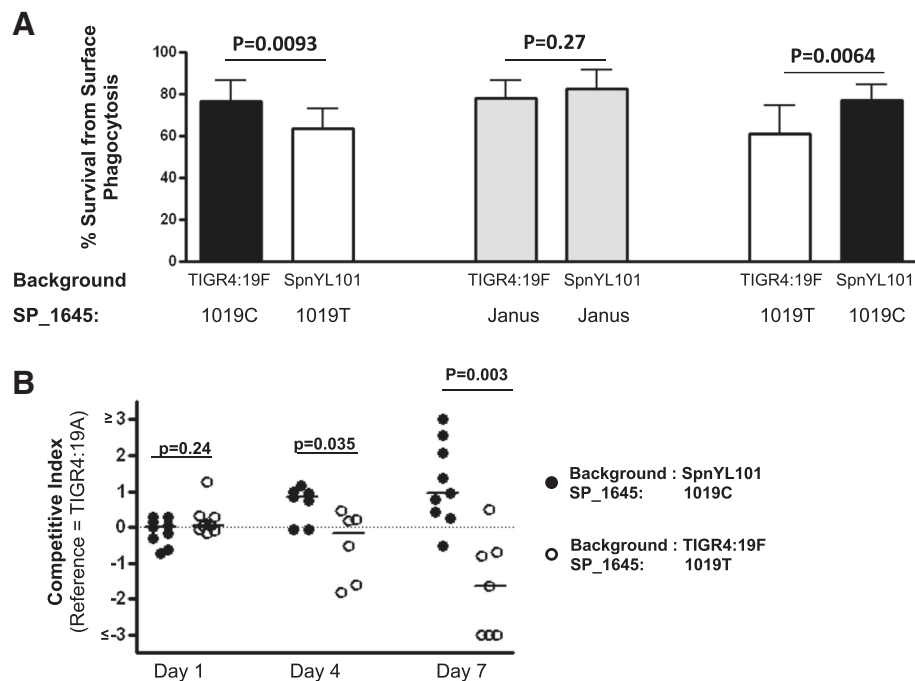 A
P=0.0093
P=0.27
P=0.0064
% Survival from Surface
Phagocytosis
100
80
60
40
20
0
Background
TIGR4:19F
SpnYL101
TIGR4:19F
SpnYL101
TIGR4:19F
SpnYL101
SP_1645:
1019C
1019T
Janus
Janus
1019T
1019C
B
Competitive Index
(Reference = TIGR4:19A)
≥3
2
1
0
-1
-2
≤-3
p=0.24
p=0.035
P=0.003
Day 1
Day 4
Day 7
Background : SpnYL101
SP_1645: 1019C
Background : TIGR4:19F
SP_1645: 1019T